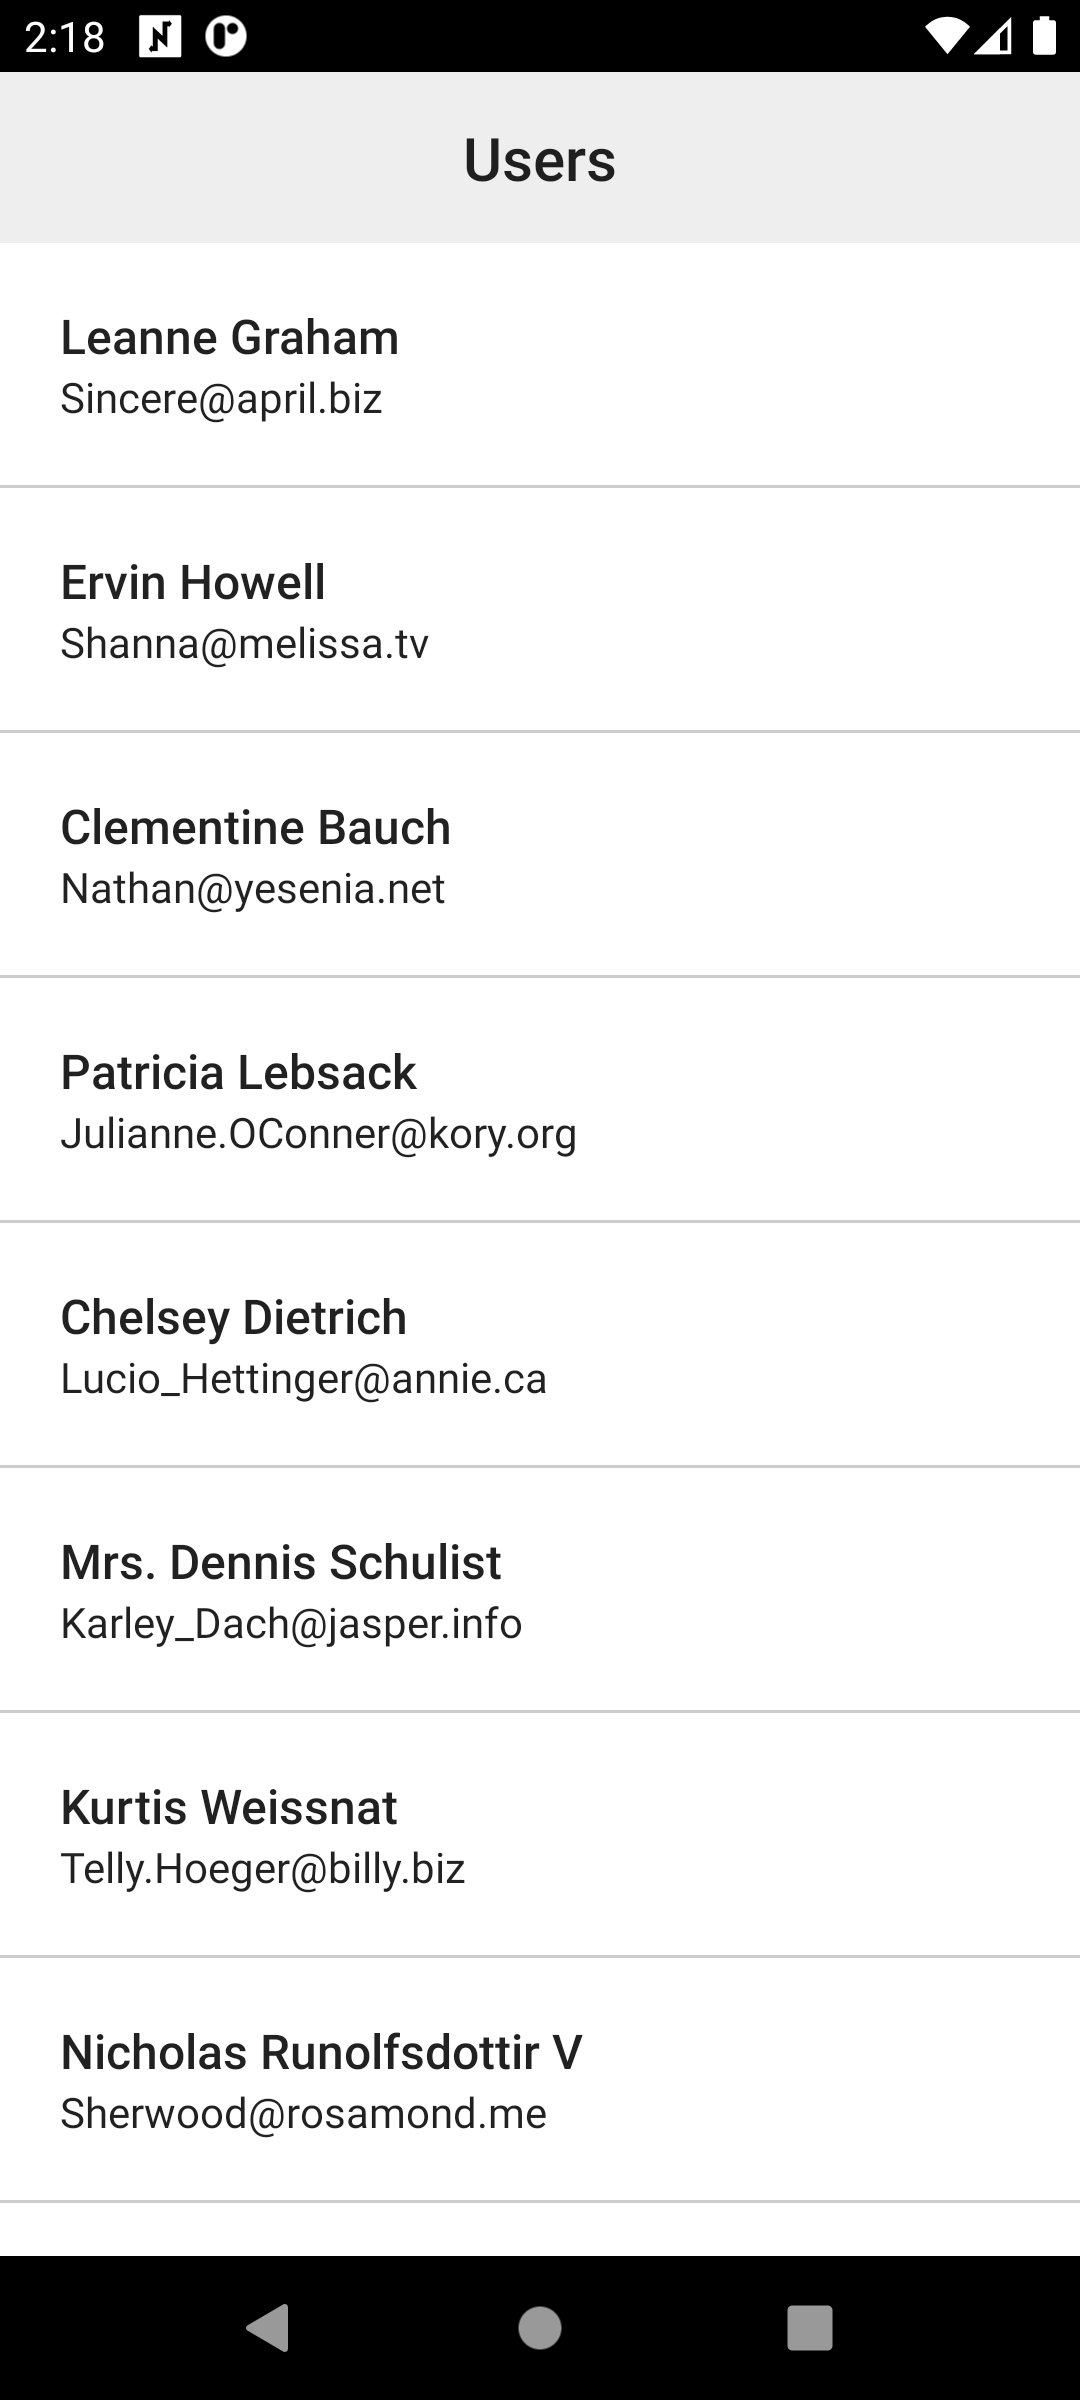 2:18
Users
Leanne Graham
Sincere@april.biz
Ervin Howell
Shanna@melissa.tv
Clementine Bauch
Nathan@yesenia.net
Patricia Lebsack
Julianne.OConner@kory.org
Chelsey Dietrich
Lucio_Hettinger@annie.ca
Mrs. Dennis Schulist
Karley_Dach@jasper.info
Kurtis Weissnat
Telly.Hoeger@billy.biz
Nicholas Runolfsdottir V
Sherwood@rosamond.me